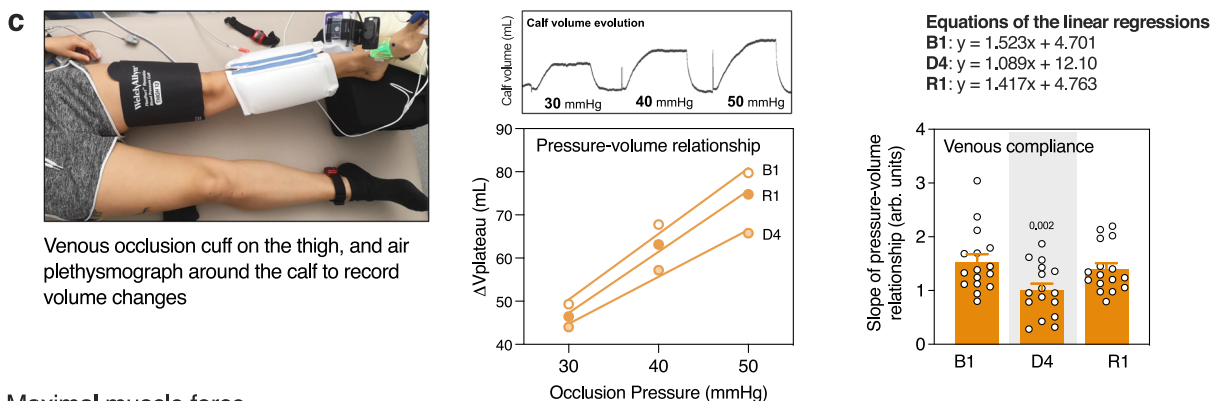 c
WelchAllyn
Venous occlusion cuff on the thigh, and air
plethysmograph around the calf to record
volume changes
Calf volume evolution
Calf volume (mL)
30 mmHg
40 mmHg
50 mmHg
Pressure-volume relationship
90
80
70
60
50
40
ΔVplateau (mL)
B1
R1
D4
30
40
50
Occlusion Pressure (mmHg)
Equations of the linear regressions
B1: y = 1.523x + 4.701
D4: y = 1.089x + 12.10
R1: y = 1.417x + 4.763
Venous compliance
4
3
2
1
0
Slope of pressure-volume
relationship (arb. units)
0.002
B1
D4
R1
Maximal muscle force